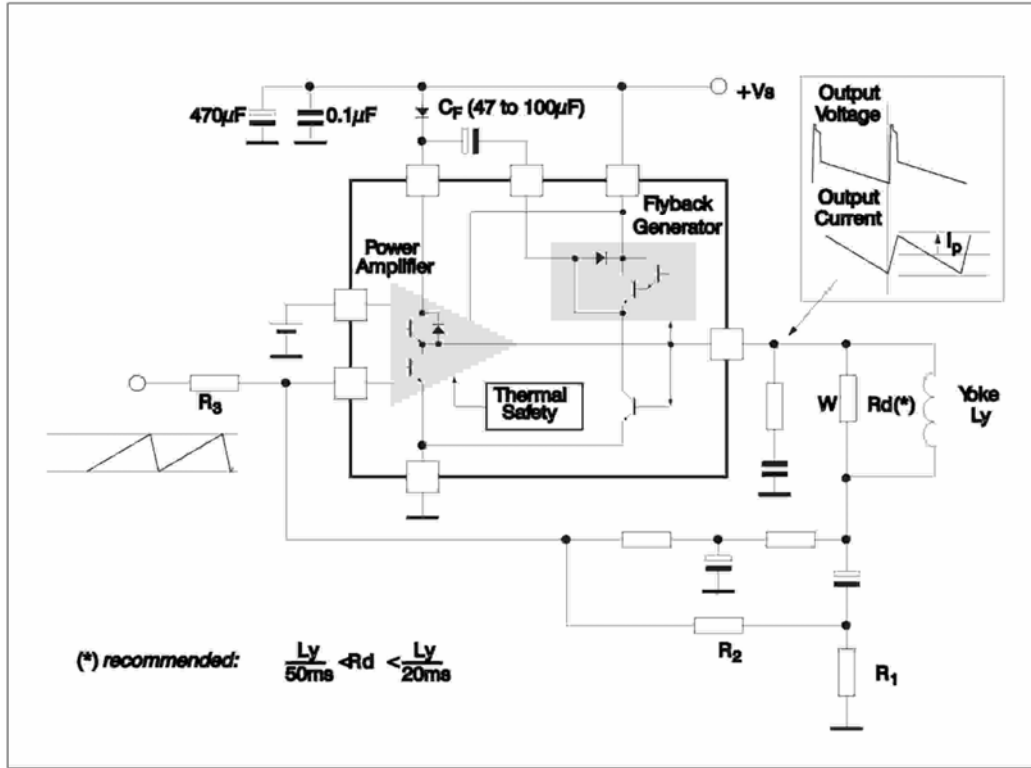 +Vs
470µF
0.1µF
CF (47 to 100µF)
Output
Voltage
Output
Current
Ip
Flyback
Generator
Power
Amplifier
Thermal
Safety
R3
W
Rd(*)
Yoke
Ly
R2
R1
(*) recommended:
Ly
50ms
<Rd <
Ly
20ms